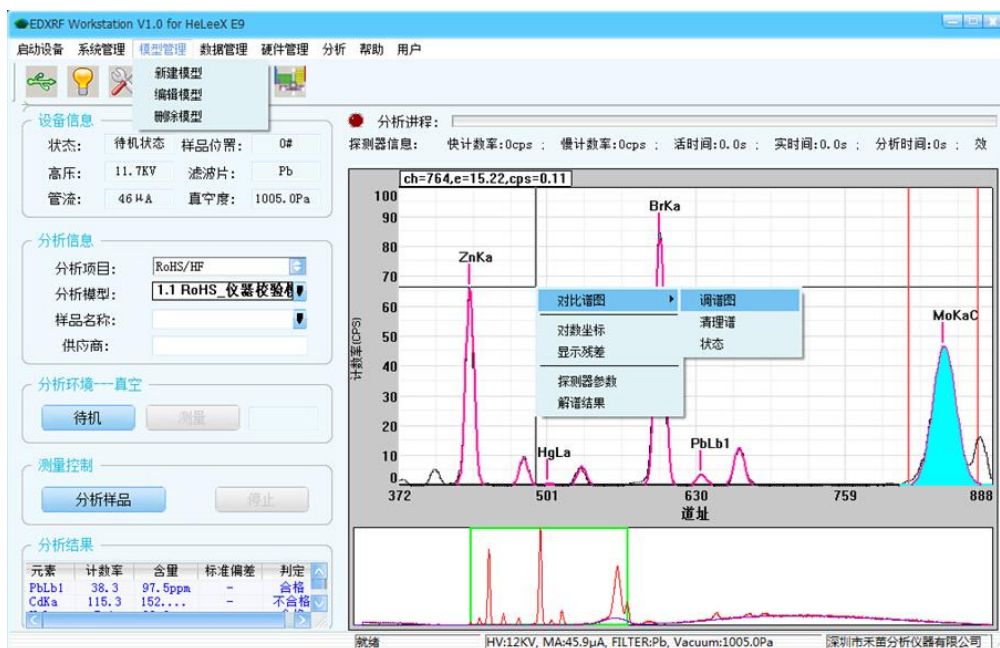 EDXRF Workstation V1.0 for HeLeeX E9
启动设备 系统管理 模型管理 数据管理 硬件管理 分析 帮助 用户
新建模型
编辑模型
删除模型
设备信息
状态: 待机状态 样品位置: 0#
高压: 11.7KV 滤波片: Pb
管流: 46μA 真空度: 1005.0Pa
分析信息
分析项目: RoHS/HF
分析模型: 1.1 RoHS_仪器校验
样品名称:
供应商:
分析环境---真空
待机 测量
测量控制
分析样品 停止
分析结果
元素 计数率 含量 标准偏差 判定
PbLb1 38.3 97.5ppm - 合格
CdKa 115.3 152.... - 不合格
分析进程:
探测器信息: 快计数率:0cps ; 慢计数率:0cps ; 活时间:0.0s ; 实时间:0.0s ; 分析时间:0s ; 效
ch=764,e=15.22,cps=0.11
计数率(CPS)
100
90
80
70
60
50
40
30
20
10
0
ZnKa
HgLa
BrKa
PbLb1
MoKaC
对比谱图
对数坐标
显示残差
探测器参数
解谱结果
调谱图
清理谱
状态
372 501 630 759 888
道址
就绪 HV:12KV, MA:45.9μA, FILTER:Pb, Vacuum:1005.0Pa 深圳市禾苗分析仪器有限公司